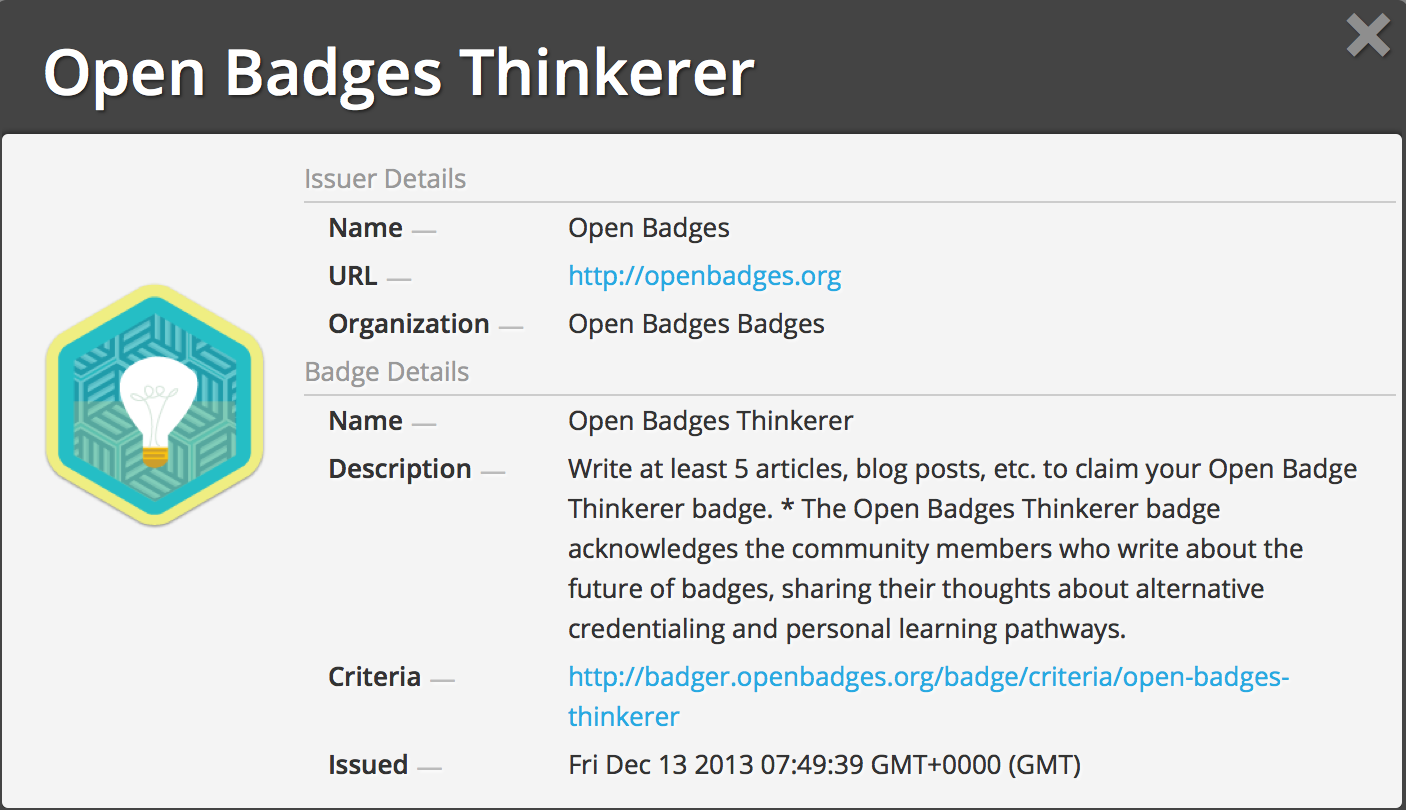 Open Badges Thinkerer
Issuer Details
Name — Open Badges
URL — http://openbadges.org
Organization — Open Badges Badges
Badge Details
Name — Open Badges Thinkerer
Description — Write at least 5 articles, blog posts, etc. to claim your Open Badge
Thinkerer badge. * The Open Badges Thinkerer badge
acknowledges the community members who write about the
future of badges, sharing their thoughts about alternative
credentialing and personal learning pathways.
Criteria — http://badger.openbadges.org/badge/criteria/open-badges-
thinkerer
Issued — Fri Dec 13 2013 07:49:39 GMT+0000 (GMT)